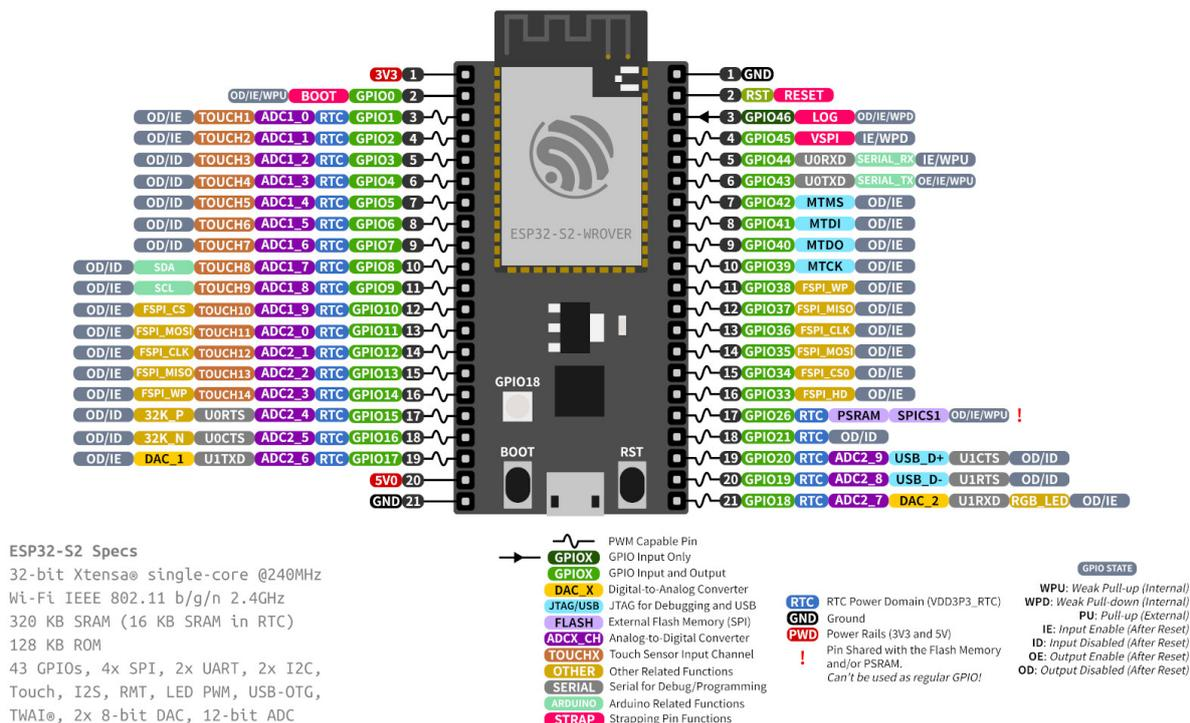 3V3 1
OD/IE/WPU BOOT GPIO0 2
OD/IE TOUCH1 ADC1_0 RTC GPIO1 3
OD/IE TOUCH2 ADC1_1 RTC GPIO2 4
OD/ID TOUCH3 ADC1_2 RTC GPIO3 5
OD/ID TOUCH4 ADC1_3 RTC GPIO4 6
OD/ID TOUCH5 ADC1_4 RTC GPIO5 7
OD/ID TOUCH6 ADC1_5 RTC GPIO6 8
OD/ID TOUCH7 ADC1_6 RTC GPIO7 9
OD/ID SDA TOUCH8 ADC1_7 RTC GPIO8 10
OD/IE SCL TOUCH9 ADC1_8 RTC GPIO9 11
OD/IE FSPI_CS TOUCH10 ADC1_9 RTC GPIO10 12
OD/IE FSPI_MOSI TOUCH11 ADC2_0 RTC GPIO11 13
OD/IE FSPI_CLK TOUCH12 ADC2_1 RTC GPIO12 14
OD/IE FSPI_MISO TOUCH13 ADC2_2 RTC GPIO13 15
OD/IE FSPI_WP TOUCH14 ADC2_3 RTC GPIO14 16
OD/ID 32K_P U0RTS ADC2_4 RTC GPIO15 17
OD/ID 32K_N U0CTS ADC2_5 RTC GPIO16 18
OD/IE DAC_1 U1TXD ADC2_6 RTC GPIO17 19
5V0 20
GND 21
ESP32-S2-WROVER
GPIO18
BOOT
RST
1 GND
2 RST RESET
3 GPIO46 LOG OD/IE/WPD
4 GPIO45 VSPI IE/WPD
5 GPIO44 U0RXD SERIAL_RX IE/WPU
6 GPIO43 U0TXD SERIAL_TX OE/IE/WPU
7 GPIO42 MTMS OD/IE
8 GPIO41 MTDI OD/IE
9 GPIO40 MTDO OD/IE
10 GPIO39 MTCK OD/IE
11 GPIO38 FSPI_WP OD/IE
12 GPIO37 FSPI_MISO OD/IE
13 GPIO36 FSPI_CLK OD/IE
14 GPIO35 FSPI_MOSI OD/IE
15 GPIO34 FSPI_CS0 OD/IE
16 GPIO33 FSPI_HD OD/IE
17 GPIO26 RTC PSRAM SPICS1 OD/IE/WPU !
18 GPIO21 RTC OD/ID
19 GPIO20 RTC ADC2_9 USB_D+ U1CTS OD/ID
20 GPIO19 RTC ADC2_8 USB_D- U1RTS OD/ID
21 GPIO18 RTC ADC2_7 DAC_2 U1RXD RGB_LED OD/IE
ESP32-S2 Specs
32-bit Xtensa® single-core @240MHz
Wi-Fi IEEE 802.11 b/g/n 2.4GHz
320 KB SRAM (16 KB SRAM in RTC)
128 KB ROM
43 GPIOs, 4x SPI, 2x UART, 2x I2C,
Touch, I2S, RMT, LED PWM, USB-OTG,
TWAI®, 2x 8-bit DAC, 12-bit ADC
PWM Capable Pin
GPIOX GPIO Input Only
GPIOX GPIO Input and Output
DAC_X Digital-to-Analog Converter
JTAG/USB JTAG for Debugging and USB
FLASH External Flash Memory (SPI)
ADCX_CH Analog-to-Digital Converter
TOUCHX Touch Sensor Input Channel
OTHER Other Related Functions
SERIAL Serial for Debug/Programming
ARDUINO Arduino Related Functions
STRAP Strapping Pin Functions
RTC RTC Power Domain (VDD3P3_RTC)
GND Ground
PWD Power Rails (3V3 and 5V)
! Pin Shared with the Flash Memory
and/or PSRAM.
Can't be used as regular GPIO!
GPIO STATE
WPU: Weak Pull-up (Internal)
WPD: Weak Pull-down (Internal)
PU: Pull-up (External)
IE: Input Enable (After Reset)
ID: Input Disabled (After Reset)
OE: Output Enable (After Reset)
OD: Output Disabled (After Reset)